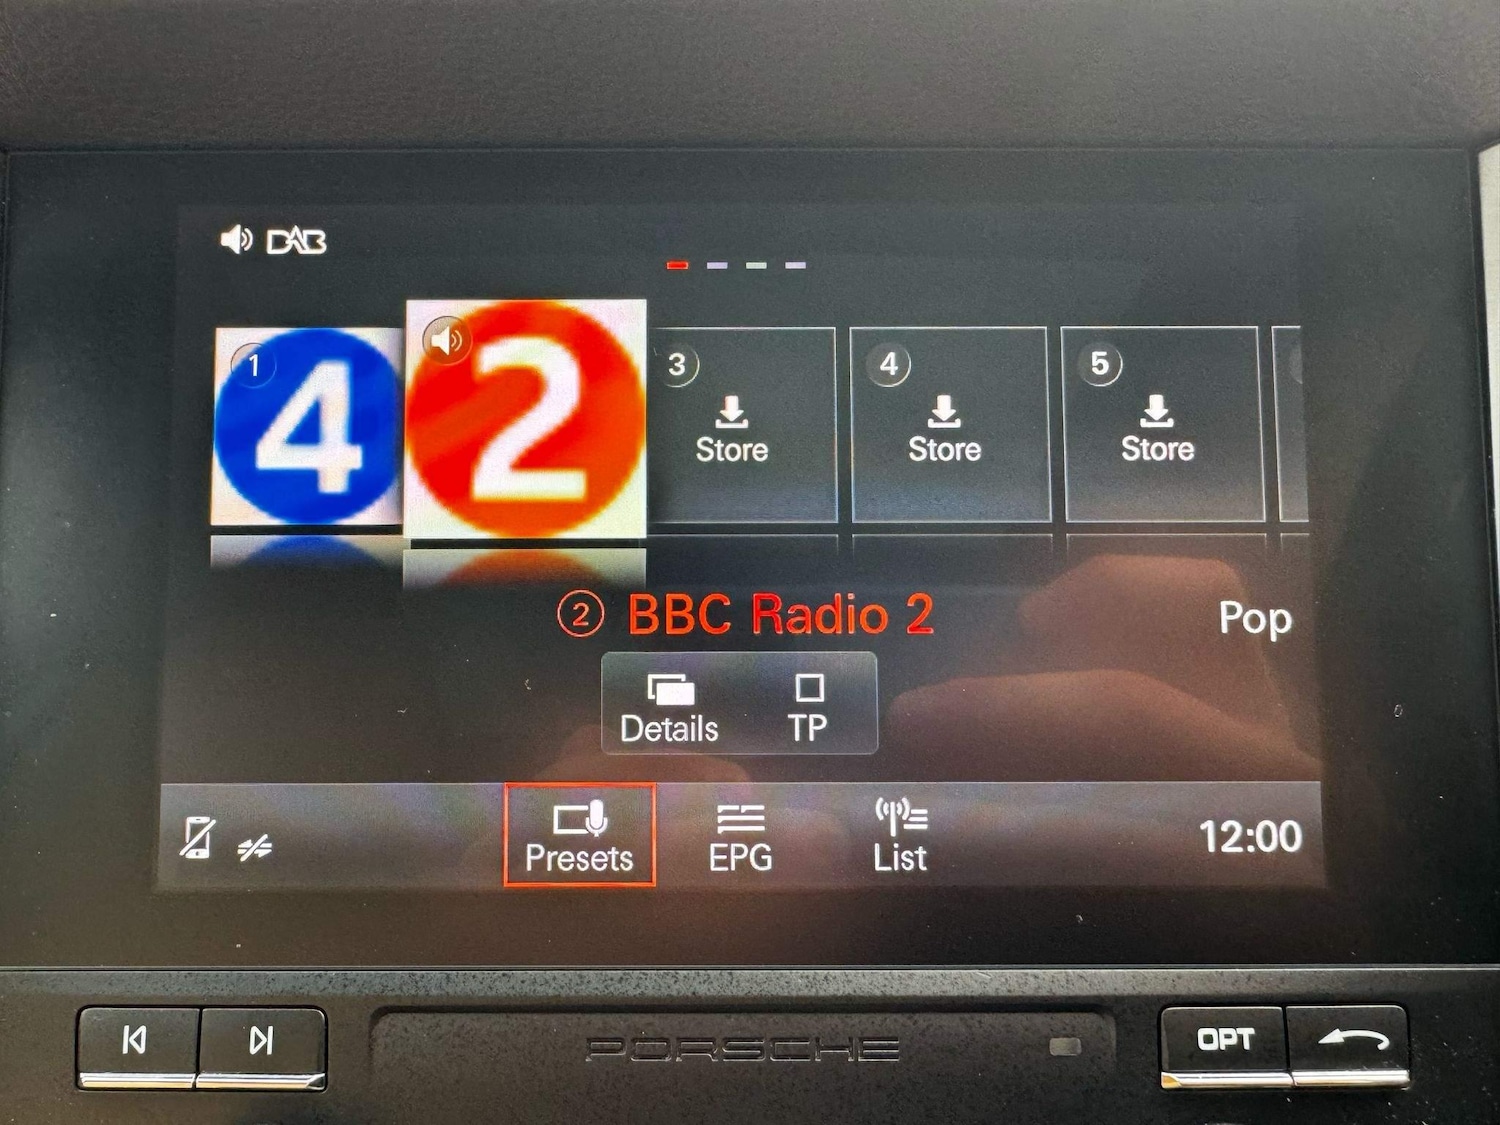 DAB
1
4
2
3
Store
4
Store
5
Store
2 BBC Radio 2
Pop
Details
TP
Presets
EPG
List
12:00
PORSCHE
OPT